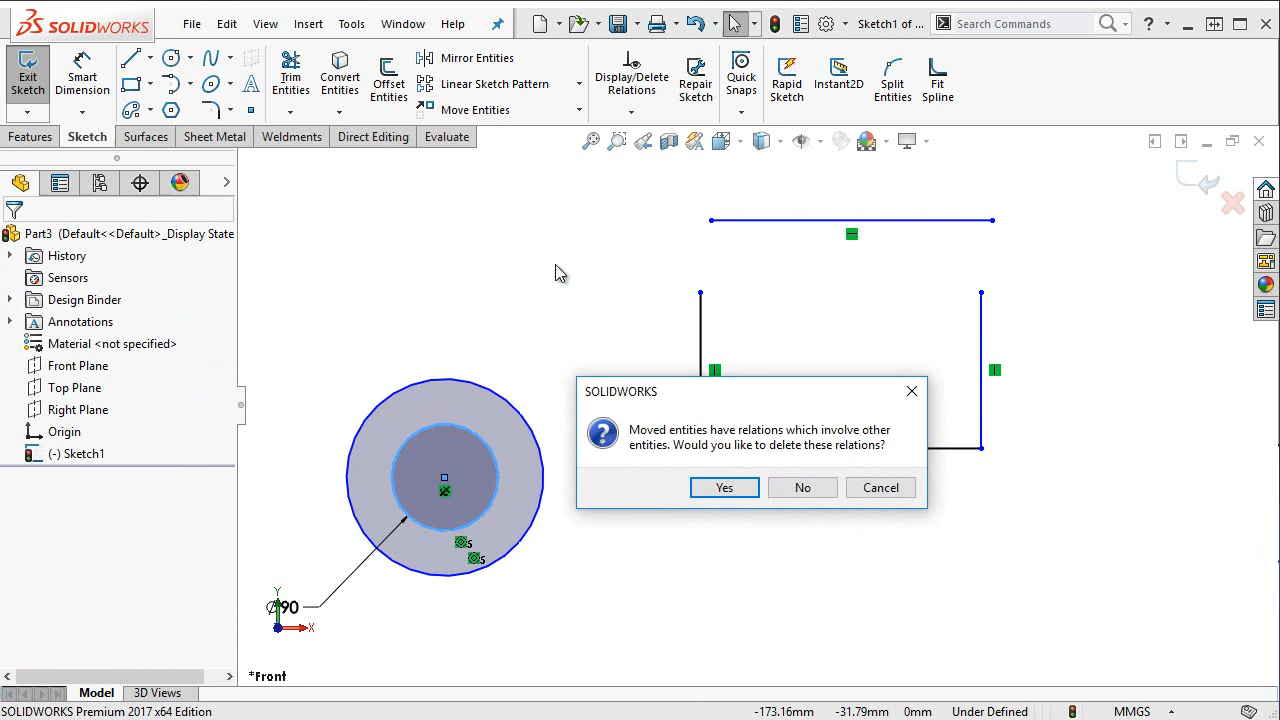 SOLIDWORKS
File Edit View Insert Tools Window Help
Sketch1 of ...
Search Commands
Exit Sketch
Smart Dimension
Trim Entities
Convert Entities
Offset Entities
Mirror Entities
Linear Sketch Pattern
Move Entities
Display/Delete Relations
Repair Sketch
Quick Snaps
Rapid Sketch
Instant2D
Split Entities
Fit Spline
Features Sketch Surfaces Sheet Metal Weldments Direct Editing Evaluate
Part3 (Default<<Default>_Display State
History
Sensors
Design Binder
Annotations
Material <not specified>
Front Plane
Top Plane
Right Plane
Origin
(-) Sketch1
SOLIDWORKS
Moved entities have relations which involve other
entities. Would you like to delete these relations?
Yes No Cancel
5
5
∅90
Y
X
*Front
Model 3D Views
SOLIDWORKS Premium 2017 x64 Edition
-173.16mm -31.79mm 0mm Under Defined MMGS